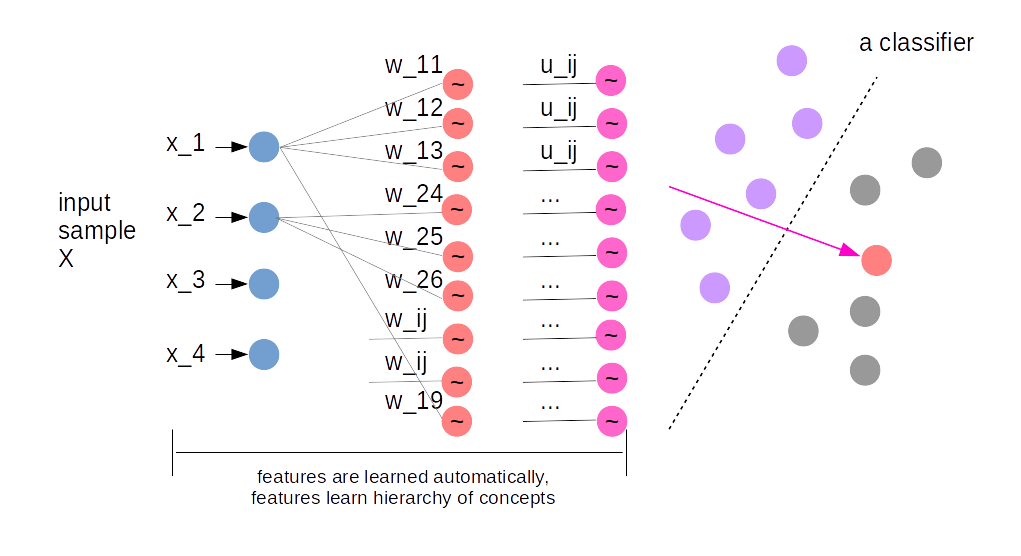 a classifier
w_11
u_ij
~
~
w_12
u_ij
~
~
x_1
w_13
u_ij
~
~
input
sample
X
x_2
w_24
...
~
~
w_25
...
~
~
x_3
w_26
...
~
~
w_ij
...
~
~
x_4
w_ij
...
~
~
w_19
...
~
~
features are learned automatically,
features learn hierarchy of concepts